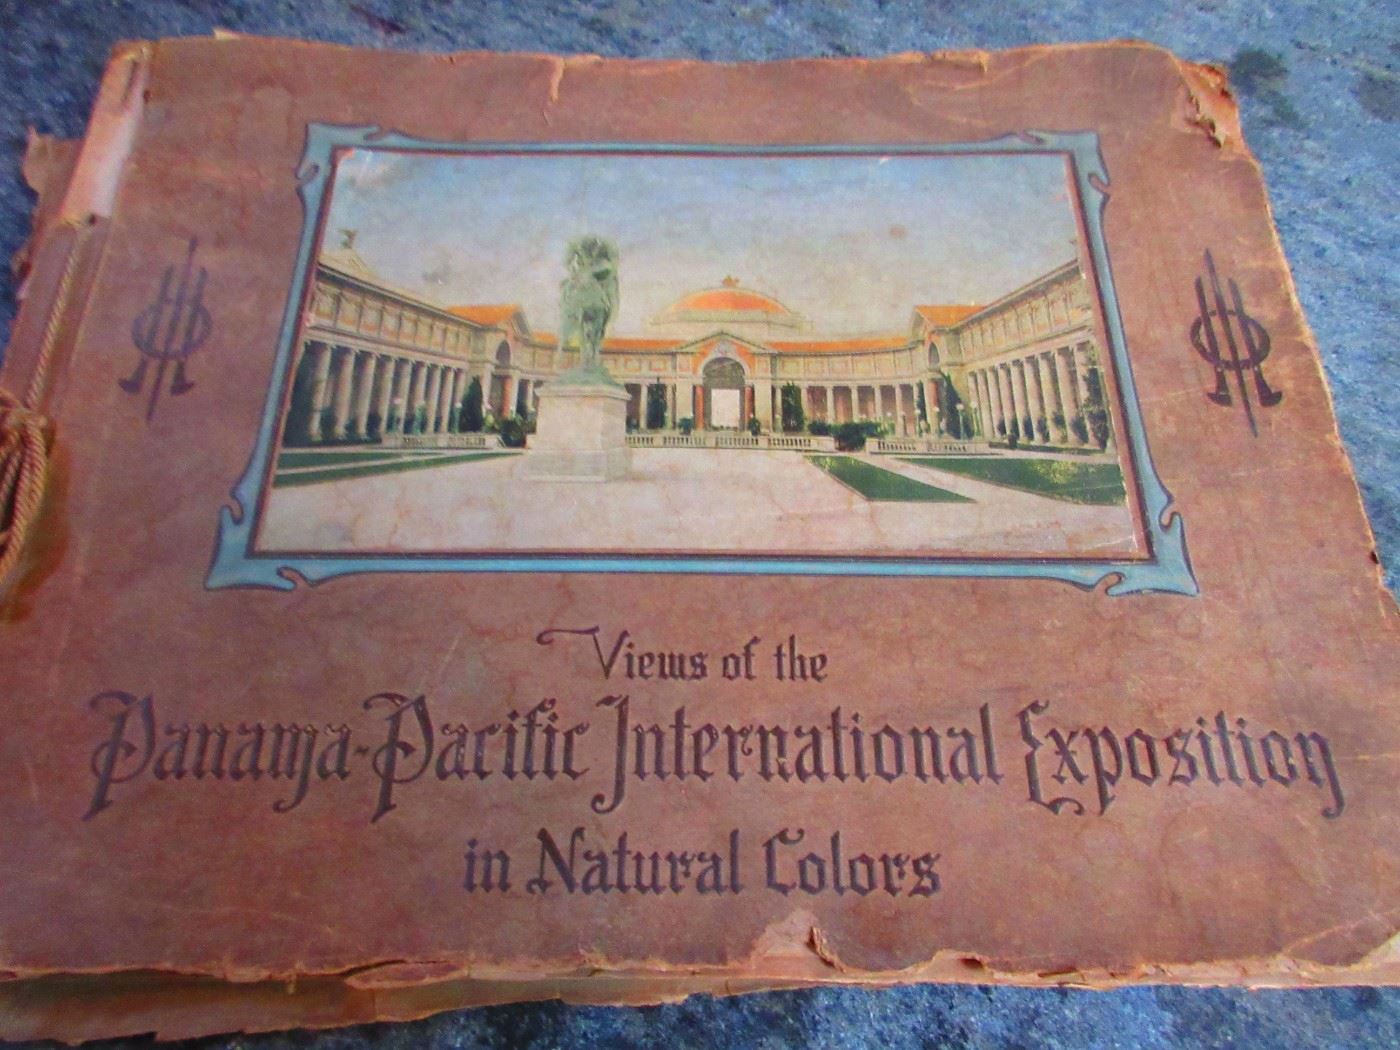 Views of the
Panama-Pacific International Exposition
in Natural Colors